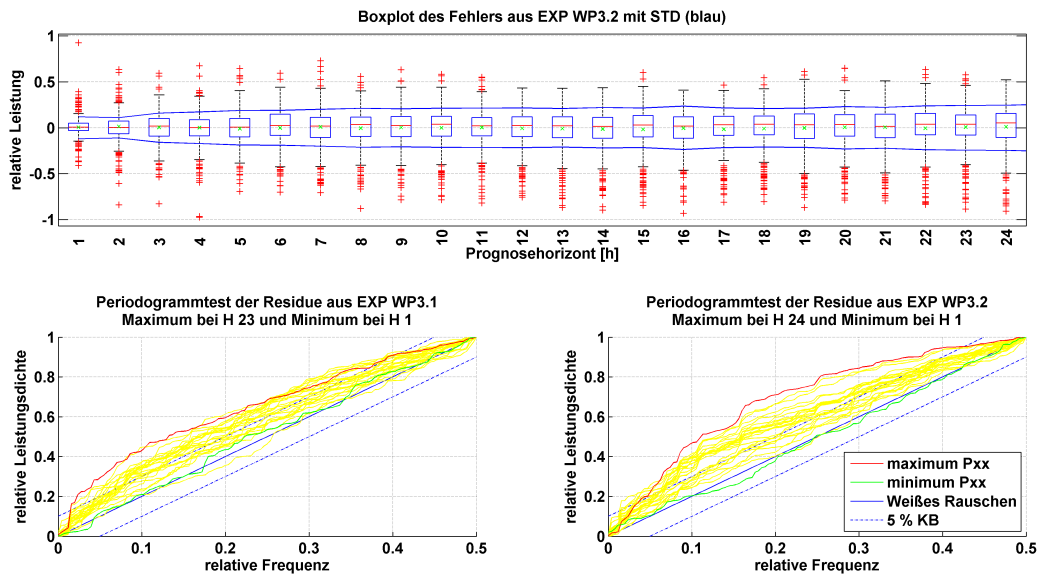 Boxplot des Fehlers aus EXP WP3.2 mit STD (blau)
relative Leistung
1
0.5
0
-0.5
-1
1 2 3 4 5 6 7 8 9 10 11 12 13 14 15 16 17 18 19 20 21 22 23 24
Prognosehorizont [h]
Periodogrammtest der Residue aus EXP WP3.1
Maximum bei H 23 und Minimum bei H 1
relative Leistungsdichte
1
0.8
0.6
0.4
0.2
0
0 0.1 0.2 0.3 0.4 0.5
relative Frequenz
Periodogrammtest der Residue aus EXP WP3.2
Maximum bei H 24 und Minimum bei H 1
relative Leistungsdichte
1
0.8
0.6
0.4
0.2
0
0 0.1 0.2 0.3 0.4 0.5
relative Frequenz
maximum Pxx
minimum Pxx
Weißes Rauschen
5 % KB